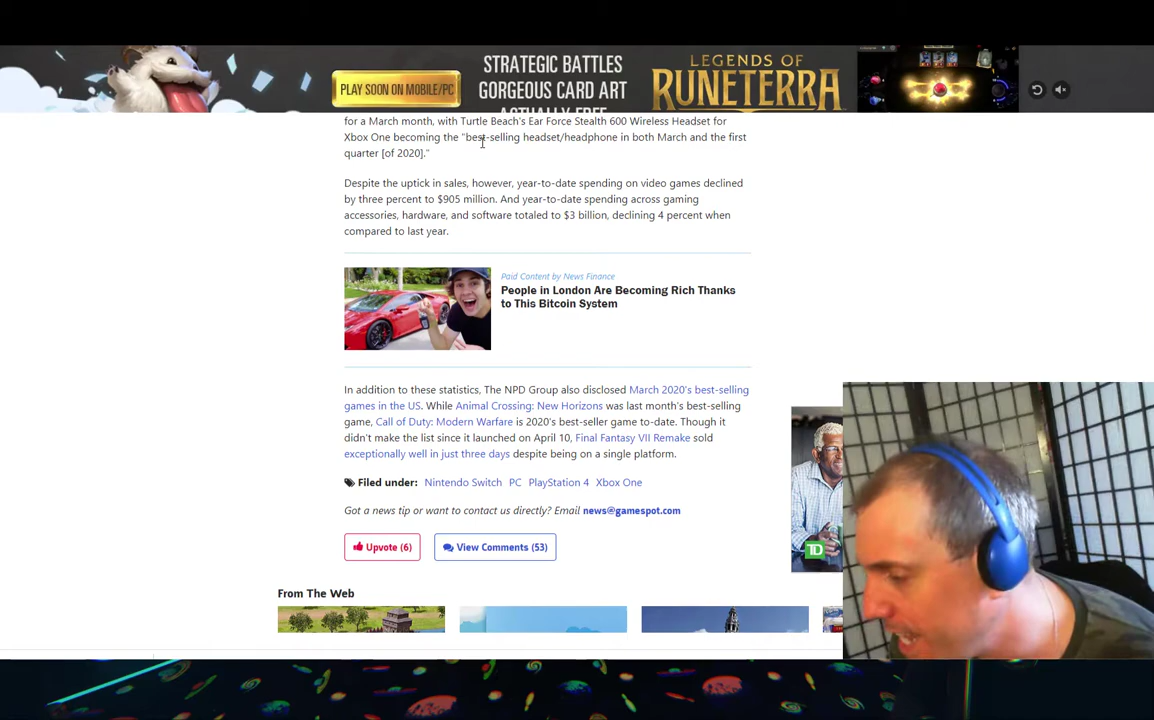 STRATEGIC BATTLES
GORGEOUS CARD ART
ACTUALLY FREE
PLAY SOON ON MOBILE/PC
LEGENDS OF
RUNETERRA
for a March month, with Turtle Beach's Ear Force Stealth 600 Wireless Headset for
Xbox One becoming the "best-selling headset/headphone in both March and the first
quarter [of 2020]."
Despite the uptick in sales, however, year-to-date spending on video games declined
by three percent to $905 million. And year-to-date spending across gaming
accessories, hardware, and software totaled to $3 billion, declining 4 percent when
compared to last year.
Paid Content by News Finance
People in London Are Becoming Rich Thanks
to This Bitcoin System
In addition to these statistics, The NPD Group also disclosed March 2020's best-selling
games in the US. While Animal Crossing: New Horizons was last month's best-selling
game, Call of Duty: Modern Warfare is 2020's best-seller game to-date. Though it
didn't make the list since it launched on April 10, Final Fantasy VII Remake sold
exceptionally well in just three days despite being on a single platform.
Filed under: Nintendo Switch PC PlayStation 4 Xbox One
Got a news tip or want to contact us directly? Email news@gamespot.com
Upvote (6)
View Comments (53)
TD
From The Web